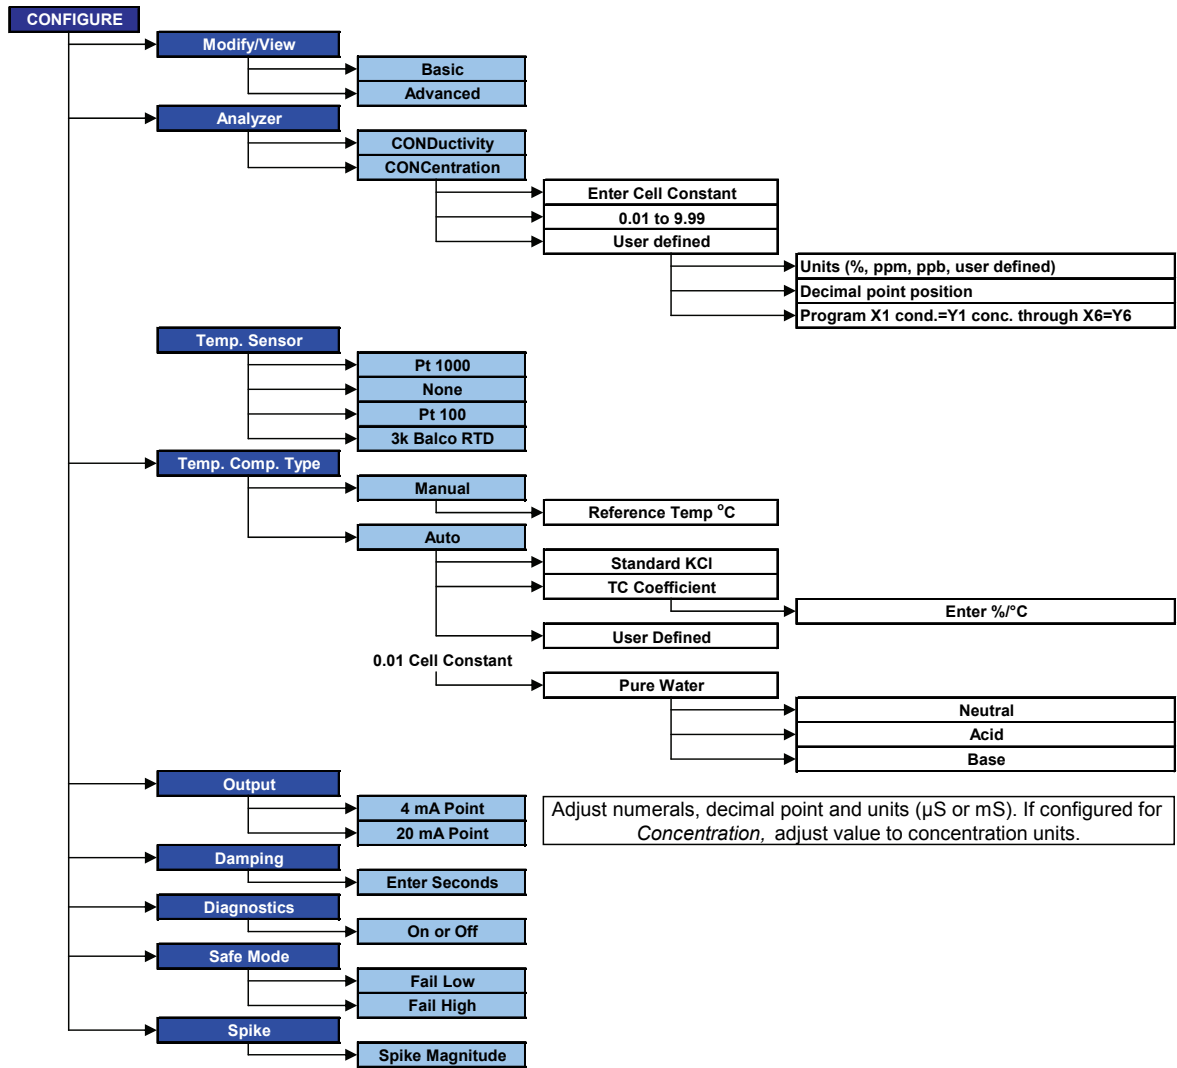 CONFIGURE
Modify/View
Basic
Advanced
Analyzer
CONDuctivity
CONCentration
Enter Cell Constant
0.01 to 9.99
User defined
Units (%, ppm, ppb, user defined)
Decimal point position
Program X1 cond.=Y1 conc. through X6=Y6
Temp. Sensor
Pt 1000
None
Pt 100
3k Balco RTD
Temp. Comp. Type
Manual
Reference Temp °C
Auto
Standard KCl
TC Coefficient
Enter %/°C
User Defined
0.01 Cell Constant
Pure Water
Neutral
Acid
Base
Output
4 mA Point
20 mA Point
Adjust numerals, decimal point and units (µS or mS). If configured for
Concentration, adjust value to concentration units.
Damping
Enter Seconds
Diagnostics
On or Off
Safe Mode
Fail Low
Fail High
Spike
Spike Magnitude